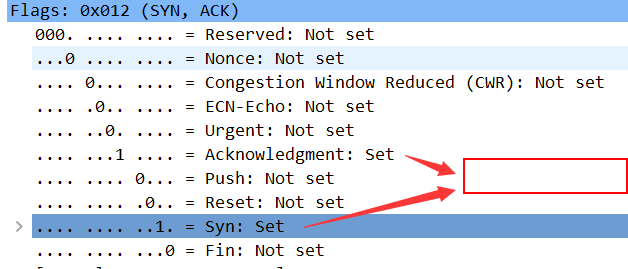 Flags: 0x012 (SYN, ACK)
000. .... .... = Reserved: Not set
...0 .... .... = Nonce: Not set
.... 0... .... = Congestion Window Reduced (CWR): Not set
.... .0.. .... = ECN-Echo: Not set
.... ..0. .... = Urgent: Not set
.... ...1 .... = Acknowledgment: Set
.... .... 0... = Push: Not set
.... .... .0.. = Reset: Not set
.... .... ..1. = Syn: Set
.... .... ...0 = Fin: Not set